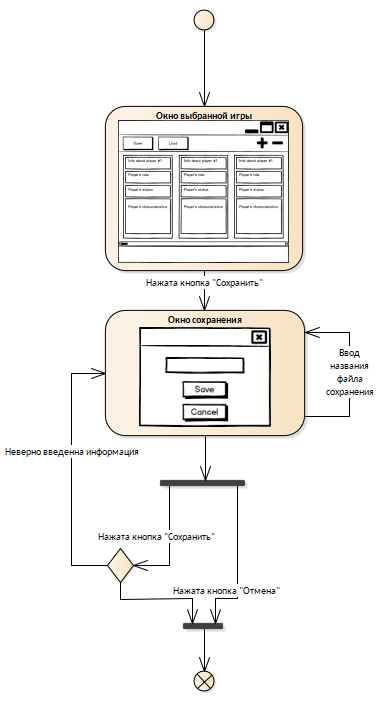 Окно выбранной игры
Save Load
Info about player #1 Info about player #1 Info about player #1
Player's role Player's role Player's role
Player's status Player's status Player's status
Player's characteristics Player's characteristics Player's characteristics
Нажата кнопка "Сохранить"
Окно сохранения
Save
Cancel
Ввод
названия
файла
сохранения
Неверно введенна информация
Нажата кнопка "Сохранить"
Нажата кнопка "Отмена"